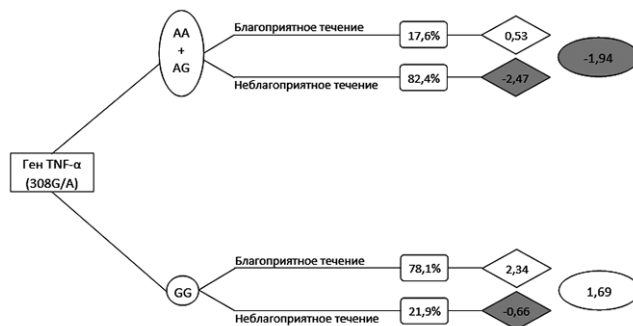 AA
+
AG
Благоприятное течение
17,6%
0,53
-1,94
Неблагоприятное течение
82,4%
-2,47
Ген TNF-α
(308G/A)
Благоприятное течение
78,1%
2,34
GG
1,69
Неблагоприятное течение
21,9%
-0,66